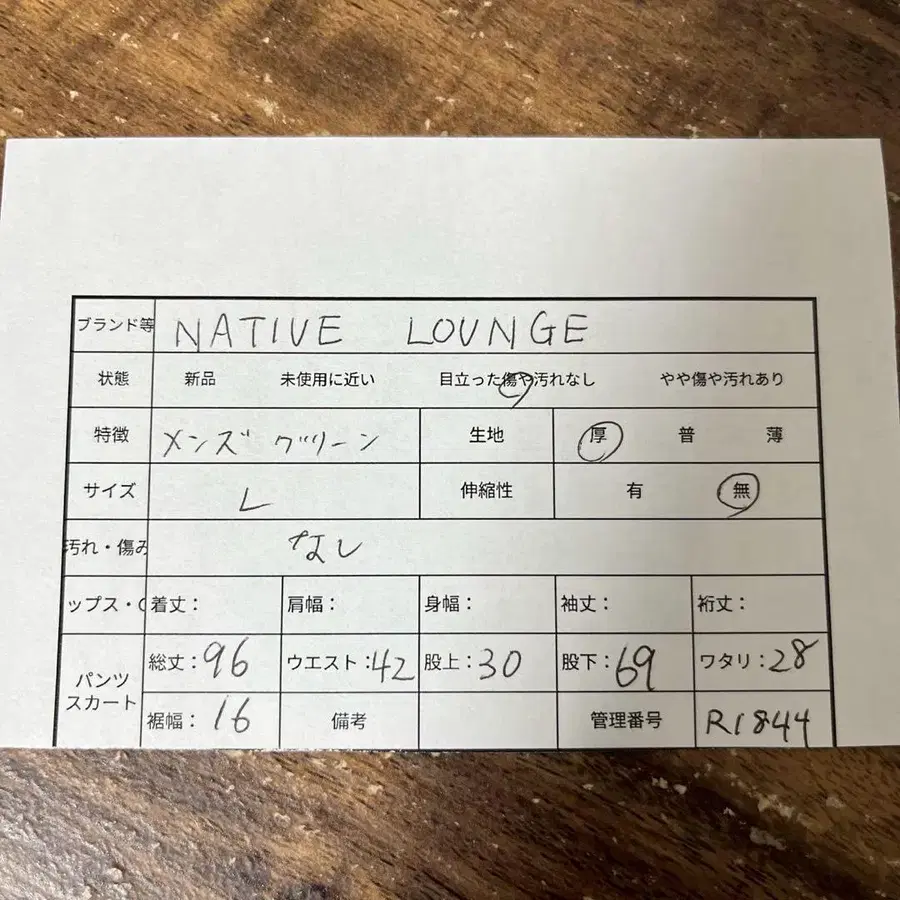 ブランド等 NATIVE LOUNGE
状態 新品 未使用に近い 目立った傷や汚れなし やや傷や汚れあり
特徴 メンズ グリーン 生地 厚 普 薄
サイズ L 伸縮性 有 無
汚れ・傷み なし
ップス・ 着丈: 肩幅: 身幅: 袖丈: 裄丈:
パンツ スカート 総丈:96 ウエスト:42 股上:30 股下:69 ワタリ:28
裾幅:16 備考 管理番号 R1844